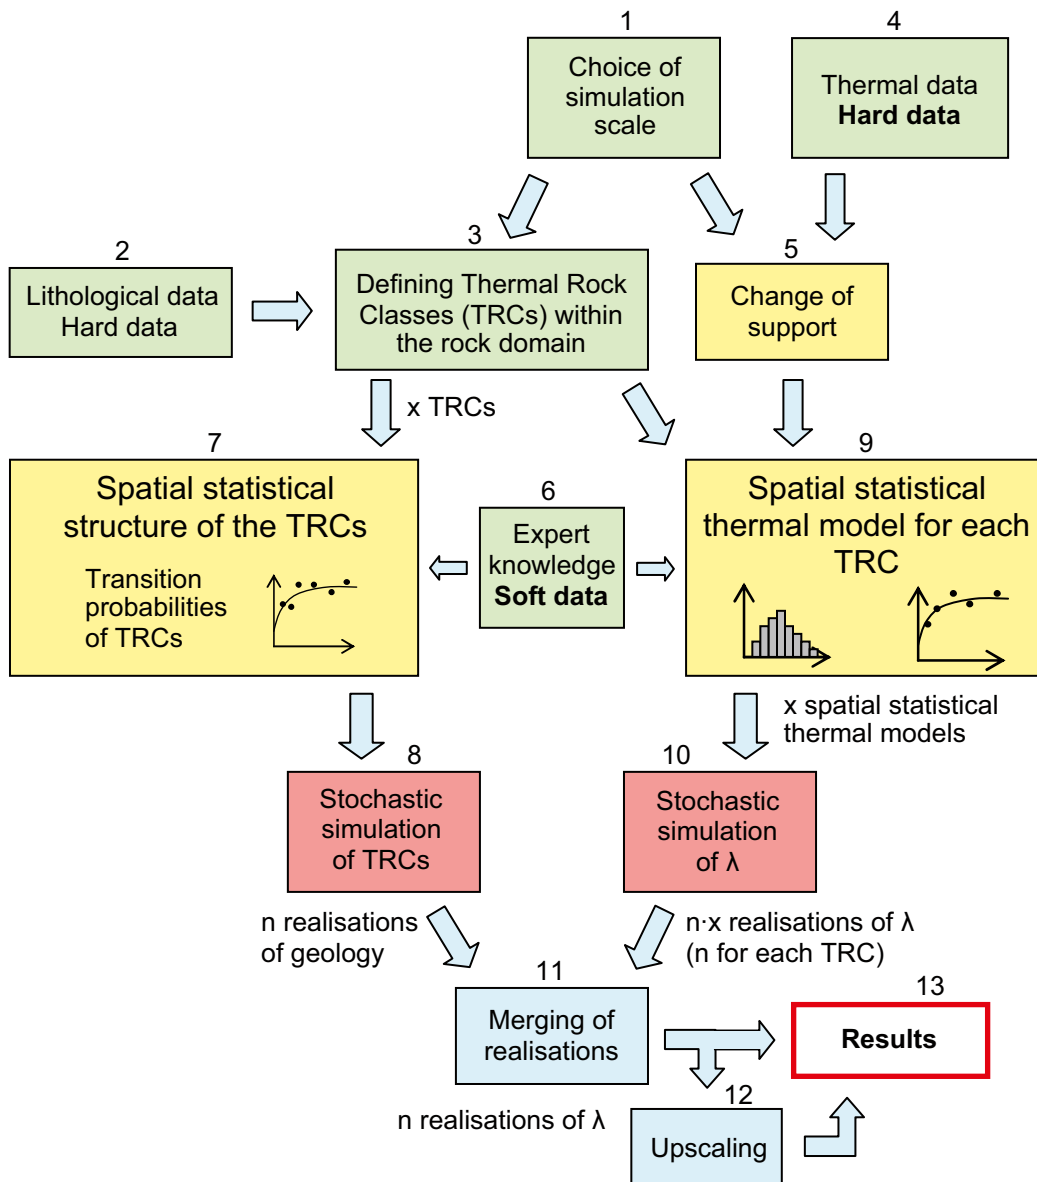 1
Choice of
simulation
scale
4
Thermal data
Hard data
2
Lithological data
Hard data
3
Defining Thermal Rock
Classes (TRCs) within
the rock domain
5
Change of
support
x TRCs
7
Spatial statistical
structure of the TRCs
Transition
probabilities
of TRCs
6
Expert
knowledge
Soft data
9
Spatial statistical
thermal model for each
TRC
x spatial statistical
thermal models
8
Stochastic
simulation
of TRCs
10
Stochastic
simulation
of λ
n realisations
of geology
n·x realisations of λ
(n for each TRC)
11
Merging of
realisations
13
Results
n realisations of λ
12
Upscaling